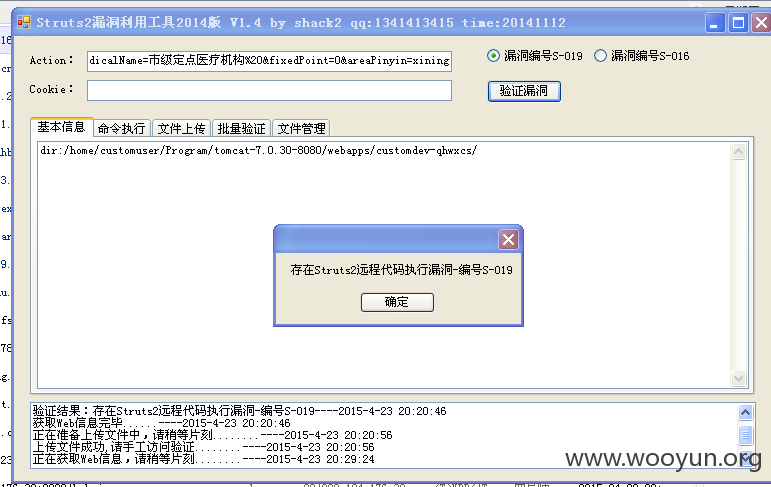 Struts2漏洞利用工具2014版 V1.4 by shack2 qq:1341413415 time:20141112
Action：
dicalName=市级定点医疗机构%20&fixedPoint=0&areaPinyin=xining
漏洞编号S-019
漏洞编号S-016
Cookie：
验证漏洞
基本信息
命令执行
文件上传
批量验证
文件管理
dir:/home/customuser/Program/tomcat-7.0.30-8080/webapps/customdev-qhwxcs/
存在Struts2远程代码执行漏洞-编号S-019
确定
验证结果：存在Struts2远程代码执行漏洞-编号S-019----2015-4-23 20:20:46
获取Web信息完毕......----2015-4-23 20:20:46
正在准备上传文件中，请稍等片刻........----2015-4-23 20:20:56
上传文件成功,请手工访问验证........----2015-4-23 20:20:56
正在获取Web信息，请稍等片刻........----2015-4-23 20:29:24
www.wooyun.org